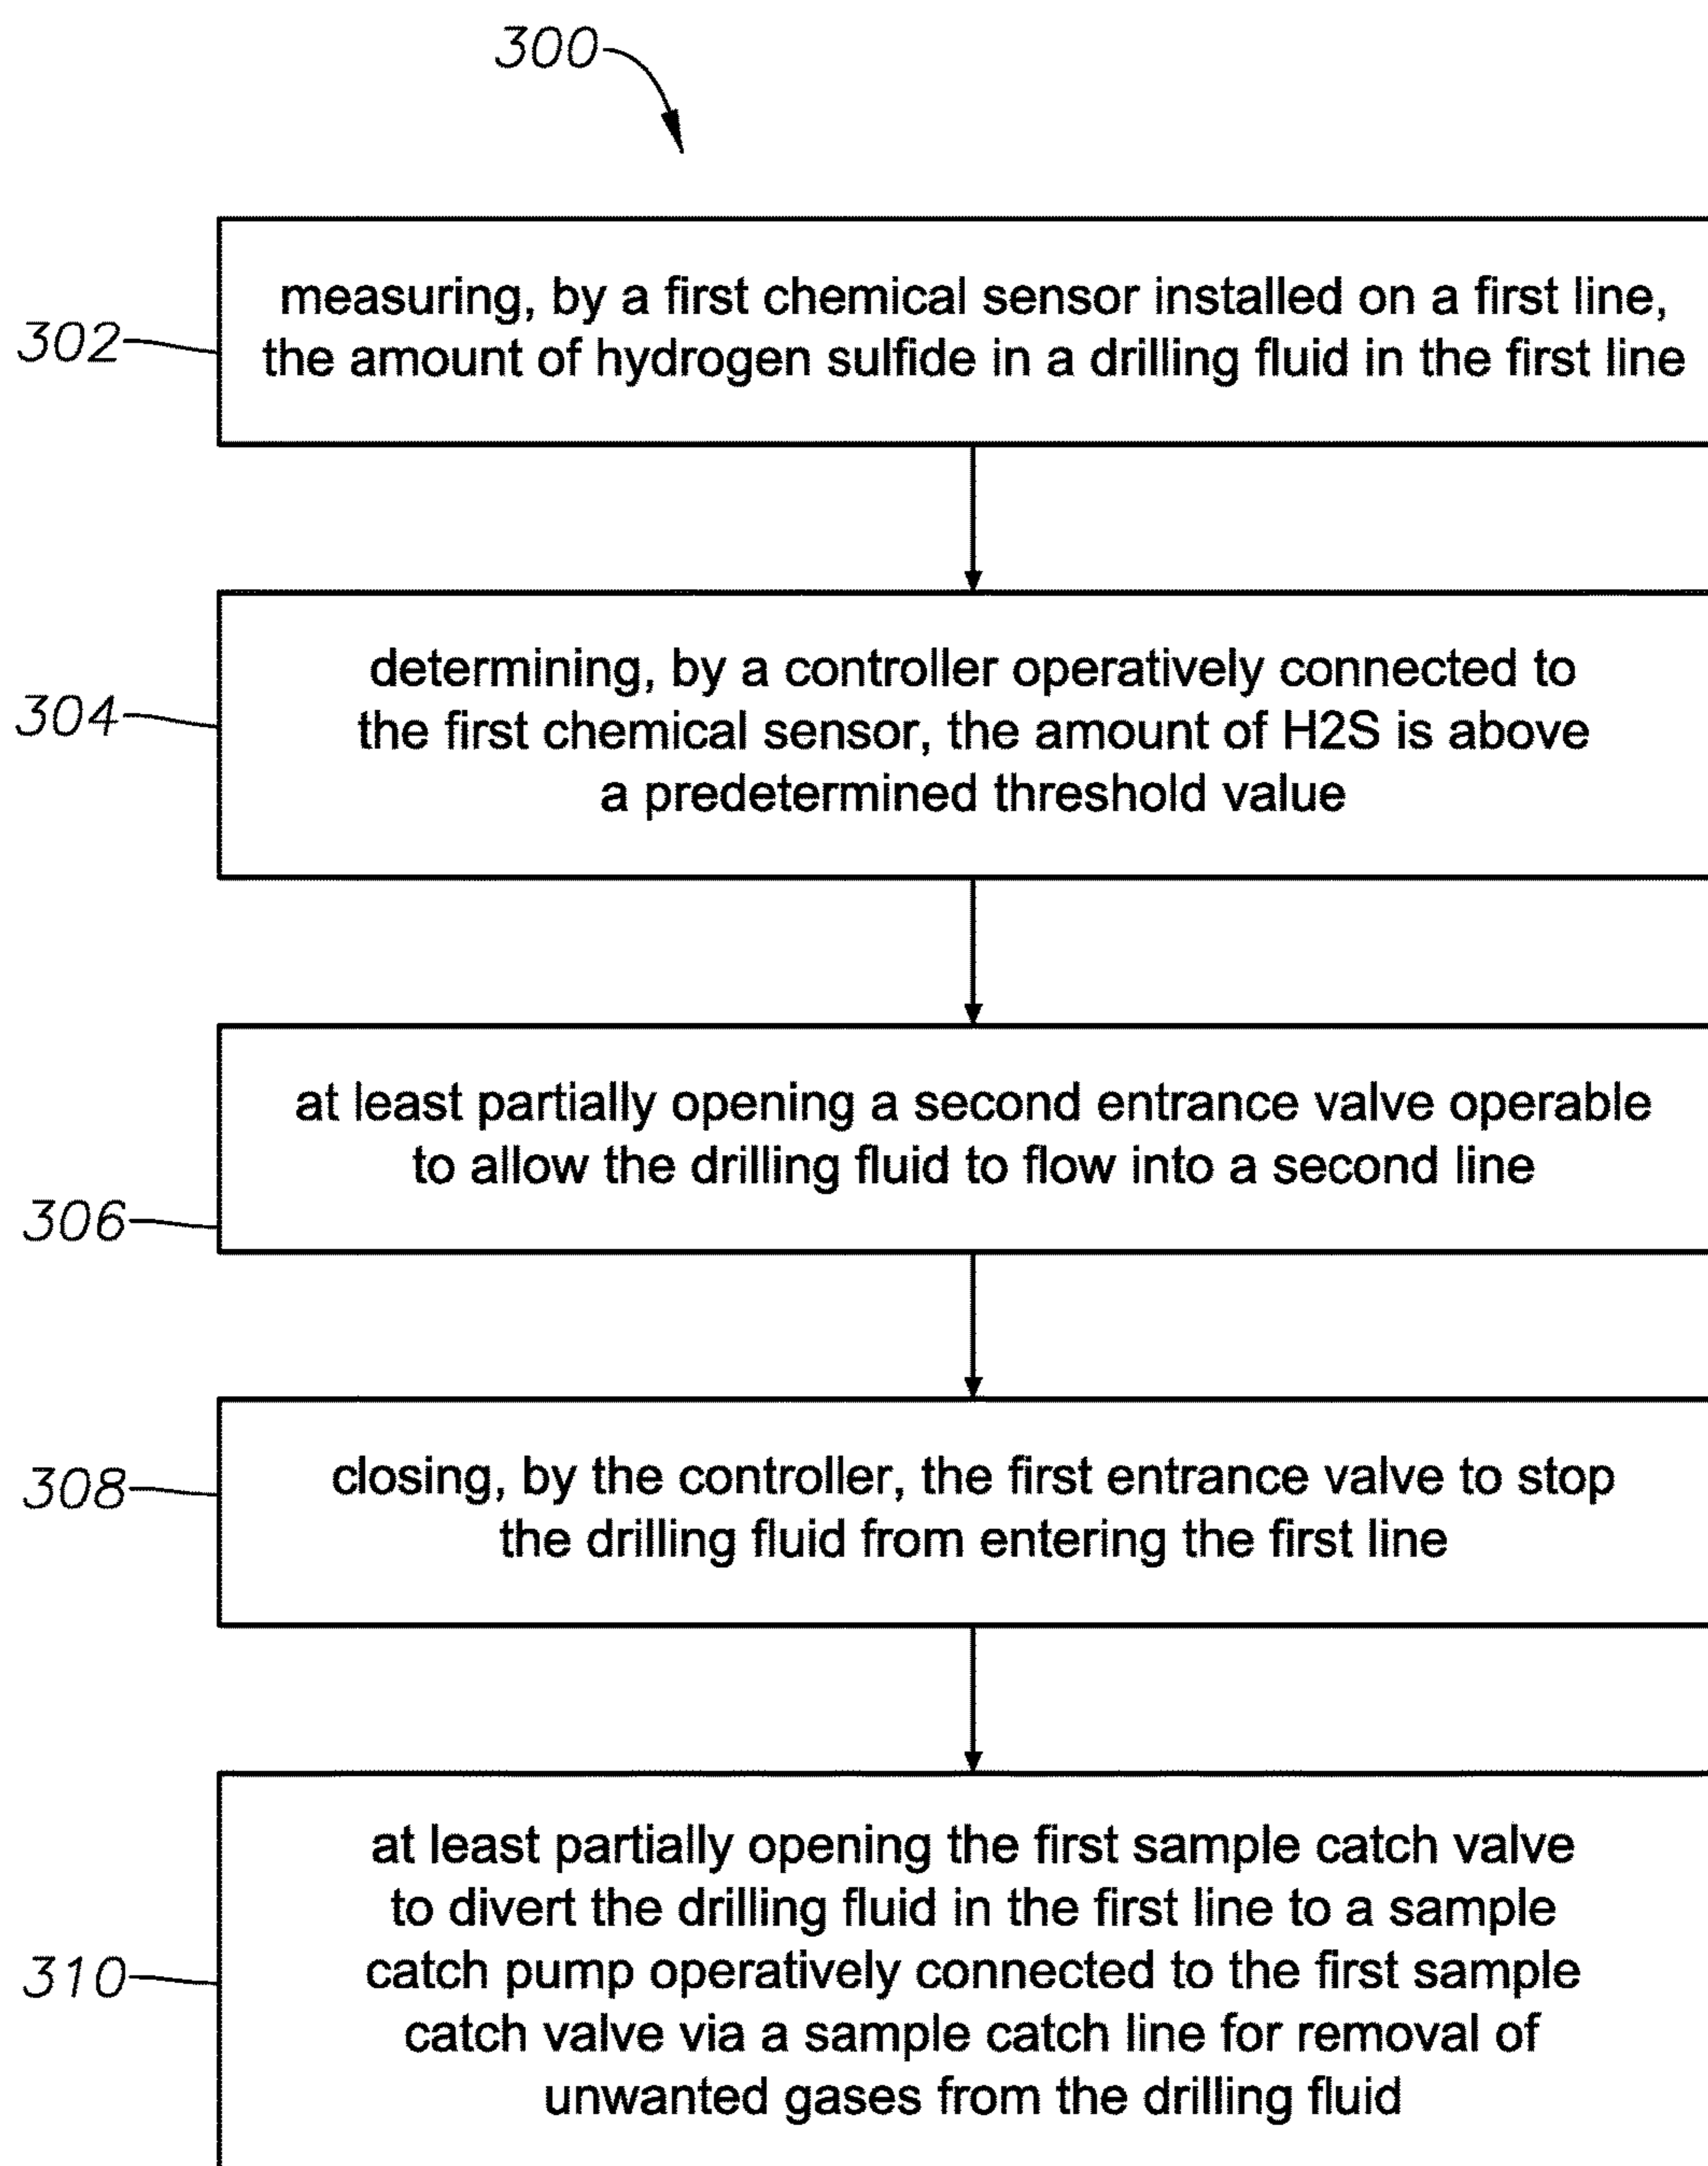 300
302
measuring, by a first chemical sensor installed on a first line,
the amount of hydrogen sulfide in a drilling fluid in the first line
304
determining, by a controller operatively connected to
the first chemical sensor, the amount of H2S is above
a predetermined threshold value
306
at least partially opening a second entrance valve operable
to allow the drilling fluid to flow into a second line
308
closing, by the controller, the first entrance valve to stop
the drilling fluid from entering the first line
310
at least partially opening the first sample catch valve
to divert the drilling fluid in the first line to a sample
catch pump operatively connected to the first sample
catch valve via a sample catch line for removal of
unwanted gases from the drilling fluid